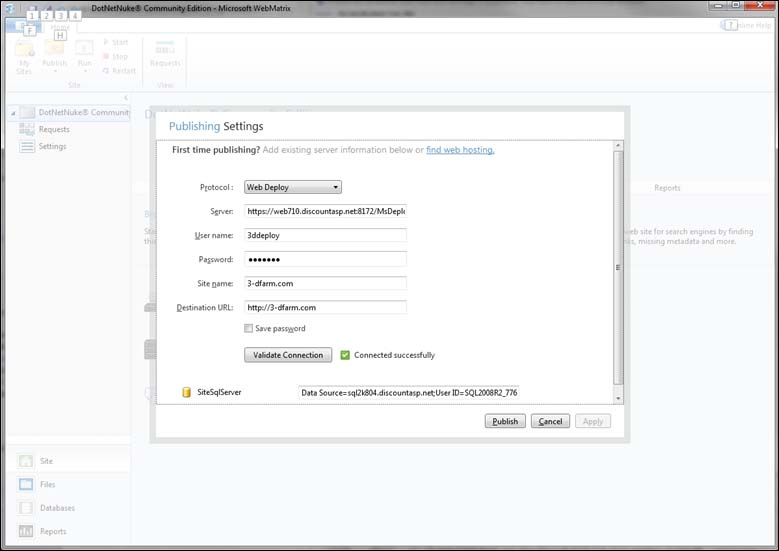 DotNetNuke® Community Edition - Microsoft WebMatrix
1 2 3 4
F
H
Online Help
My Sites
Publish
Run
Start
Stop
Restart
Requests
Site
View
DotNetNuke® Community
Requests
Settings
Publishing Settings
First time publishing? Add existing server information below or find web hosting.
Protocol : Web Deploy
Server: https://web710.discountasp.net:8172/MsDeplo
User name: 3ddeploy
Password: •••••••
Site name: 3-dfarm.com
Destination URL: http://3-dfarm.com
Save password
Validate Connection Connected successfully
SiteSqlServer Data Source=sql2k804.discountasp.net;User ID=SQL2008R2_776
Publish Cancel Apply
Reports
web site for search engines by finding
nks, missing metadata and more.
Site
Files
Databases
Reports